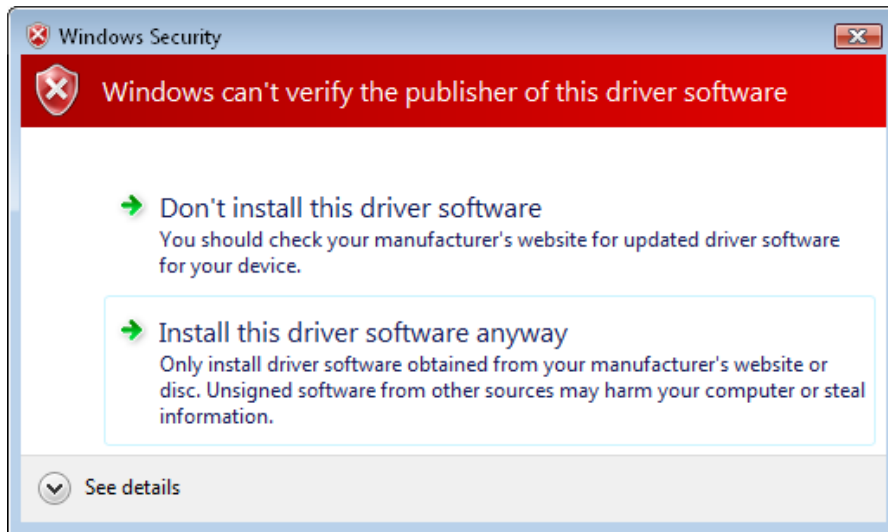 Windows Security
Windows can't verify the publisher of this driver software
Don't install this driver software
You should check your manufacturer's website for updated driver software
for your device.
Install this driver software anyway
Only install driver software obtained from your manufacturer's website or
disc. Unsigned software from other sources may harm your computer or steal
information.
See details